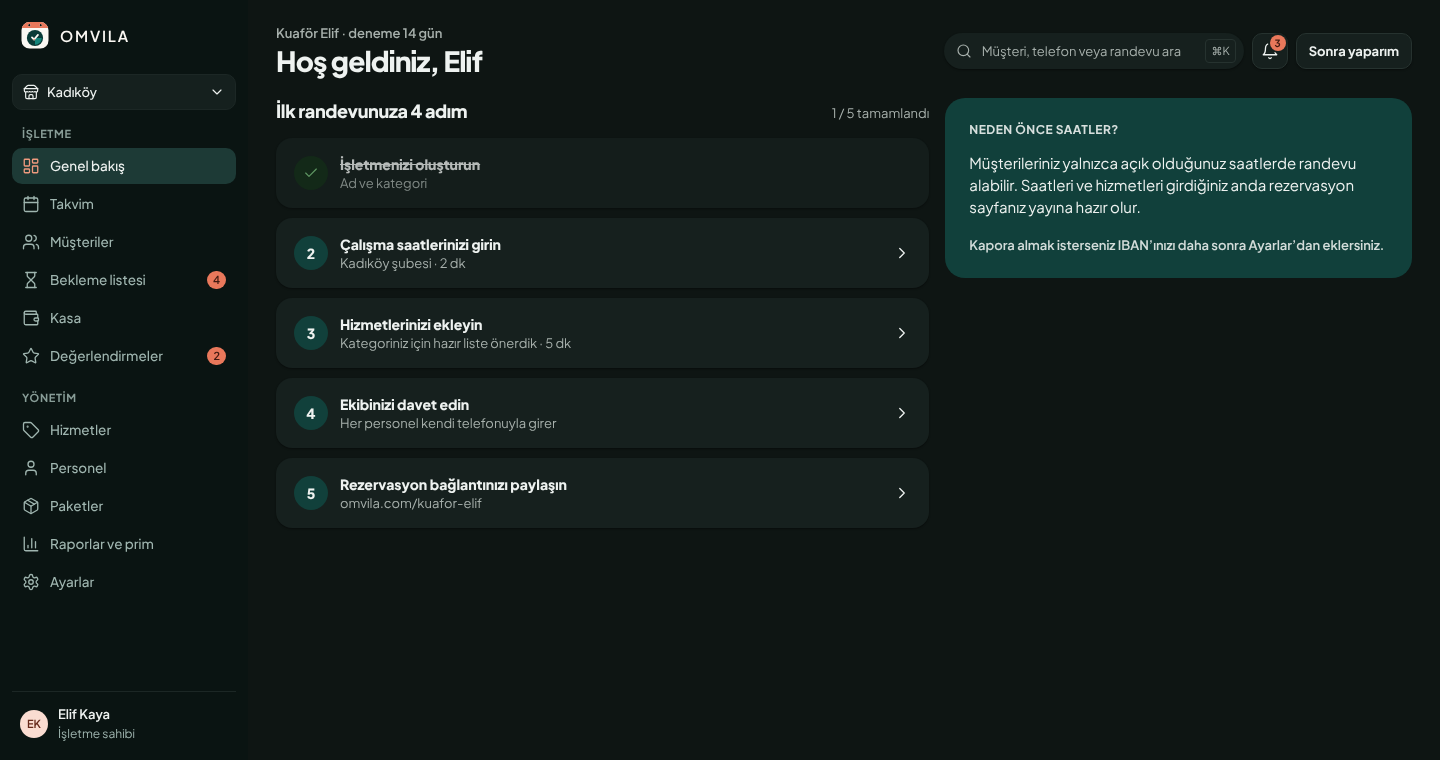 OMVILA
Kadıköy
İŞLETME
Genel bakış
Takvim
Müşteriler
Bekleme listesi 4
Kasa
Değerlendirmeler 2
YÖNETİM
Hizmetler
Personel
Paketler
Raporlar ve prim
Ayarlar
EK
Elif Kaya
İşletme sahibi
Kuaför Elif · deneme 14 gün
Hoş geldiniz, Elif
Müşteri, telefon veya randevu ara ⌘K
3
Sonra yaparım
İlk randevunuza 4 adım
1 / 5 tamamlandı
İşletmenizi oluşturun
Ad ve kategori
2
Çalışma saatlerinizi girin
Kadıköy şubesi · 2 dk
3
Hizmetlerinizi ekleyin
Kategoriniz için hazır liste önerdik · 5 dk
4
Ekibinizi davet edin
Her personel kendi telefonuyla girer
5
Rezervasyon bağlantınızı paylaşın
omvila.com/kuafor-elif
NEDEN ÖNCE SAATLER?
Müşterileriniz yalnızca açık olduğunuz saatlerde randevu
alabilir. Saatleri ve hizmetleri girdiğiniz anda rezervasyon
sayfanız yayına hazır olur.
Kapora almak isterseniz IBAN’ınızı daha sonra Ayarlar’dan eklersiniz.